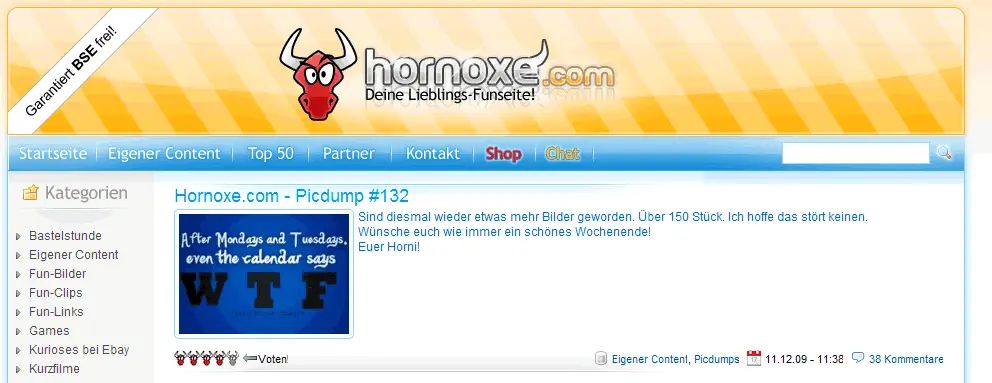 Garantiert BSE frei!
hornoxe.com
Deine Lieblings-Funseite!
Startseite Eigener Content Top 50 Partner Kontakt Shop Chat
Kategorien
Bastelstunde
Eigener Content
Fun-Bilder
Fun-Clips
Fun-Links
Games
Kurioses bei Ebay
Kurzfilme
Hornoxe.com - Picdump #132
After Mondays and Tuesdays,
even the calendar says
W T F
Sind diesmal wieder etwas mehr Bilder geworden. Über 150 Stück. Ich hoffe das stört keinen.
Wünsche euch wie immer ein schönes Wochenende!
Euer Horni!
Voten!
Eigener Content, Picdumps 11.12.09 - 11:38 38 Kommentare